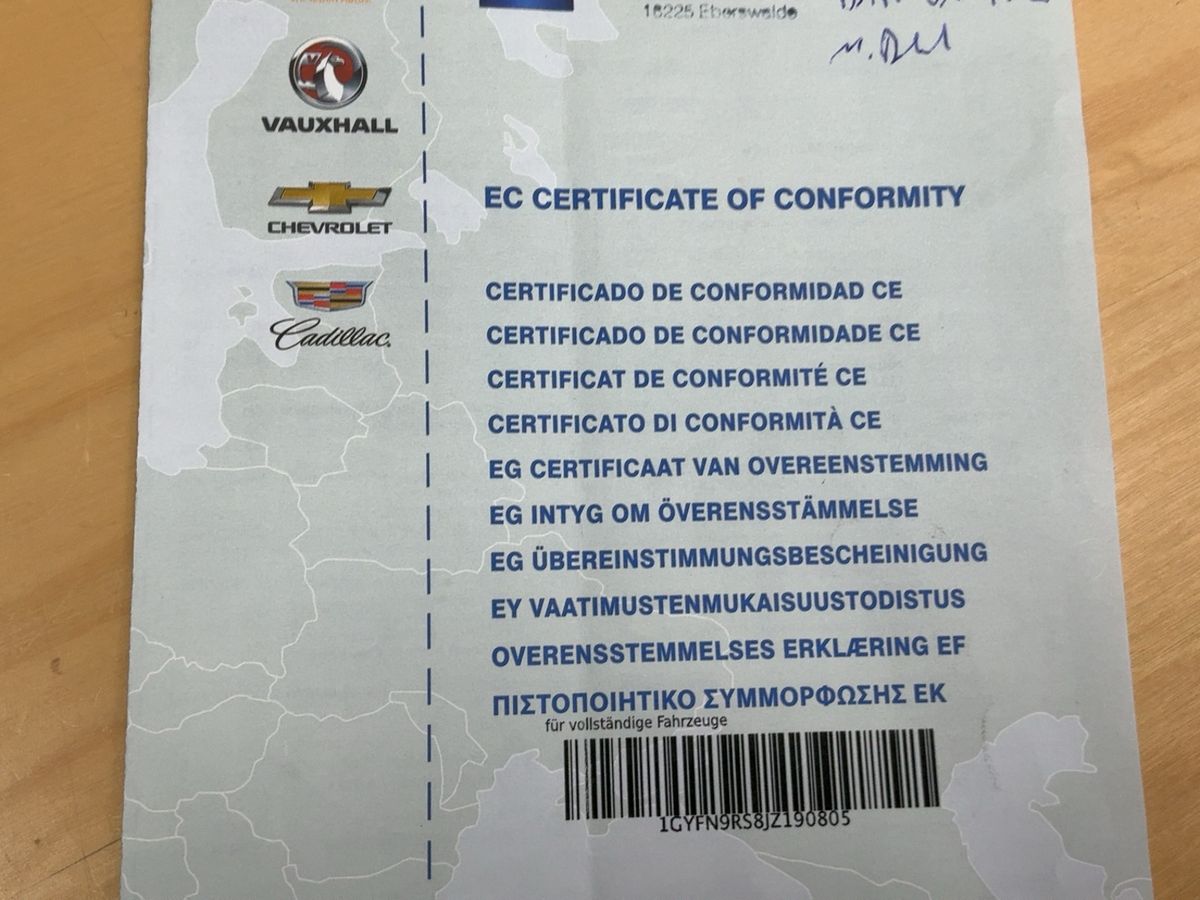 16225 Eberswalde
VAUXHALL
CHEVROLET
Cadillac
EC CERTIFICATE OF CONFORMITY
CERTIFICADO DE CONFORMIDAD CE
CERTIFICADO DE CONFORMIDADE CE
CERTIFICAT DE CONFORMITÉ CE
CERTIFICATO DI CONFORMITÀ CE
EG CERTIFICAAT VAN OVEREENSTEMMING
EG INTYG OM ÖVERENSSTÄMMELSE
EG ÜBEREINSTIMMUNGSBESCHEINIGUNG
EY VAATIMUSTENMUKAISUUSTODISTUS
OVERENSSTEMMELSES ERKLÆRING EF
ΠΙΣΤΟΠΟΙΗΤΙΚΟ ΣΥΜΜΟΡΦΩΣΗΣ ΕΚ
für vollständige Fahrzeuge
1GYFN9RS8JZ190805